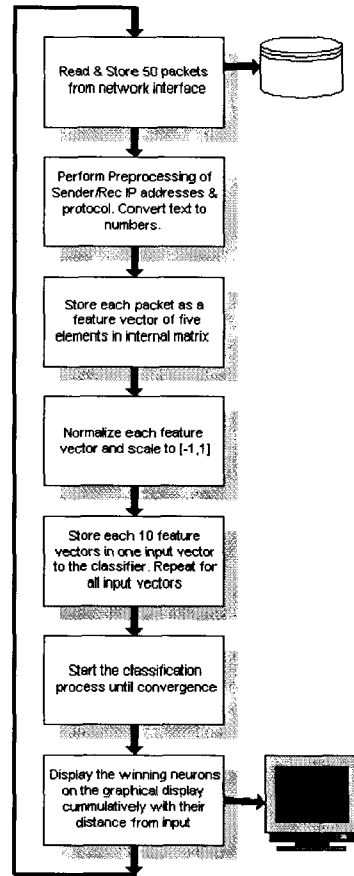 Read & Store 50 packets
from network interface
Perform Preprocessing of
Sender/Rec IP addresses &
protocol. Convert text to
numbers.
Store each packet as a
feature vector of five
elements in internal matrix
Normalize each feature
vector and scale to [-1,1]
Store each 10 feature
vectors in one input vector
to the classifier. Repeat for
all input vectors
Start the classification
process until convergence
Display the winning neurons
on the graphical display
cummulatively with their
distance from input